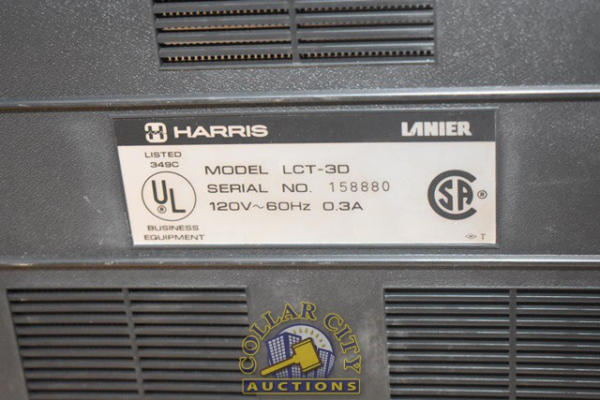 HARRIS LANIER
LISTED
349C
MODEL LCT-3D
SERIAL NO. 158880
120V~60Hz 0.3A
UL ®
SA ®
BUSINESS
EQUIPMENT
T
COLLAR CITY
AUCTIONS